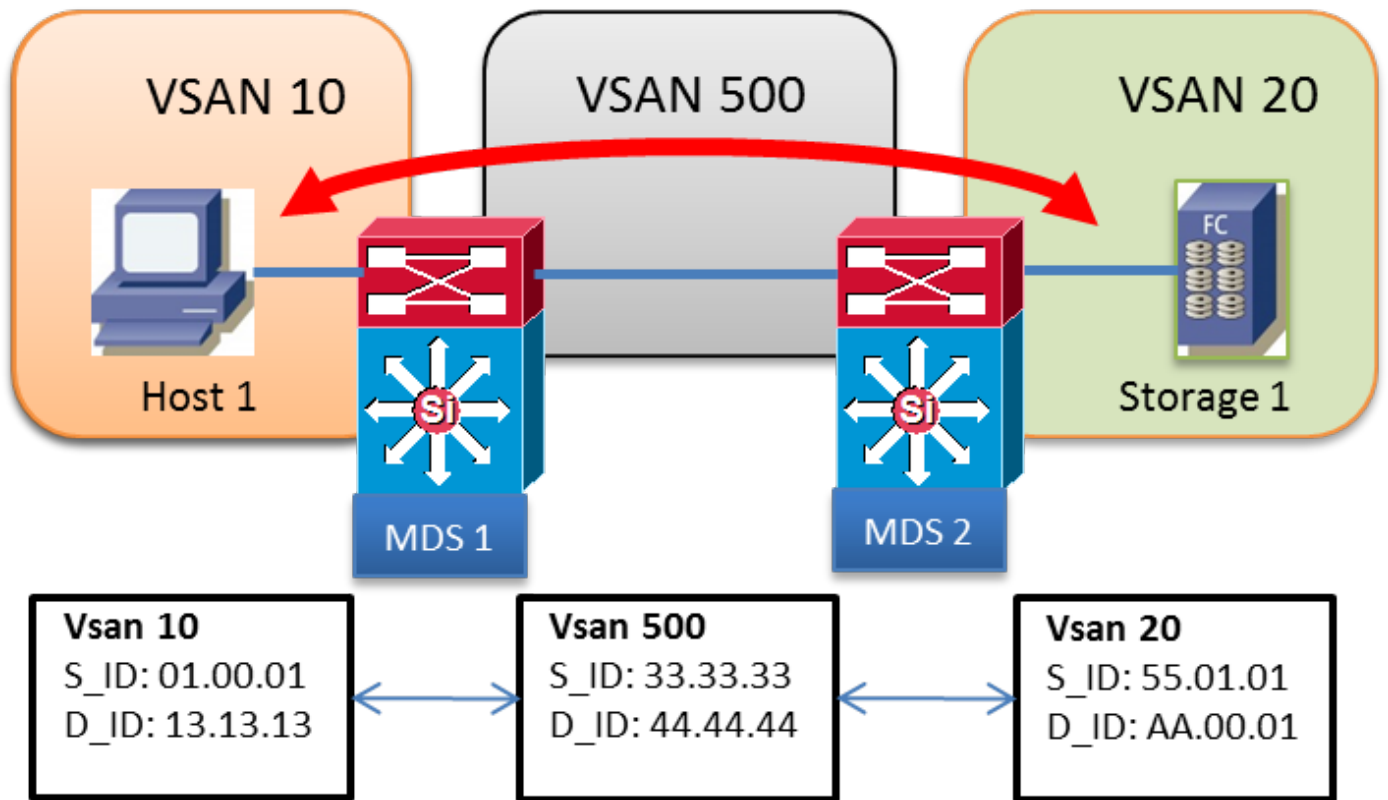 VSAN 10
VSAN 500
VSAN 20
FC
Host 1
Si
Si
Storage 1
MDS 1
MDS 2
Vsan 10
S_ID: 01.00.01
D_ID: 13.13.13
Vsan 500
S_ID: 33.33.33
D_ID: 44.44.44
Vsan 20
S_ID: 55.01.01
D_ID: AA.00.01